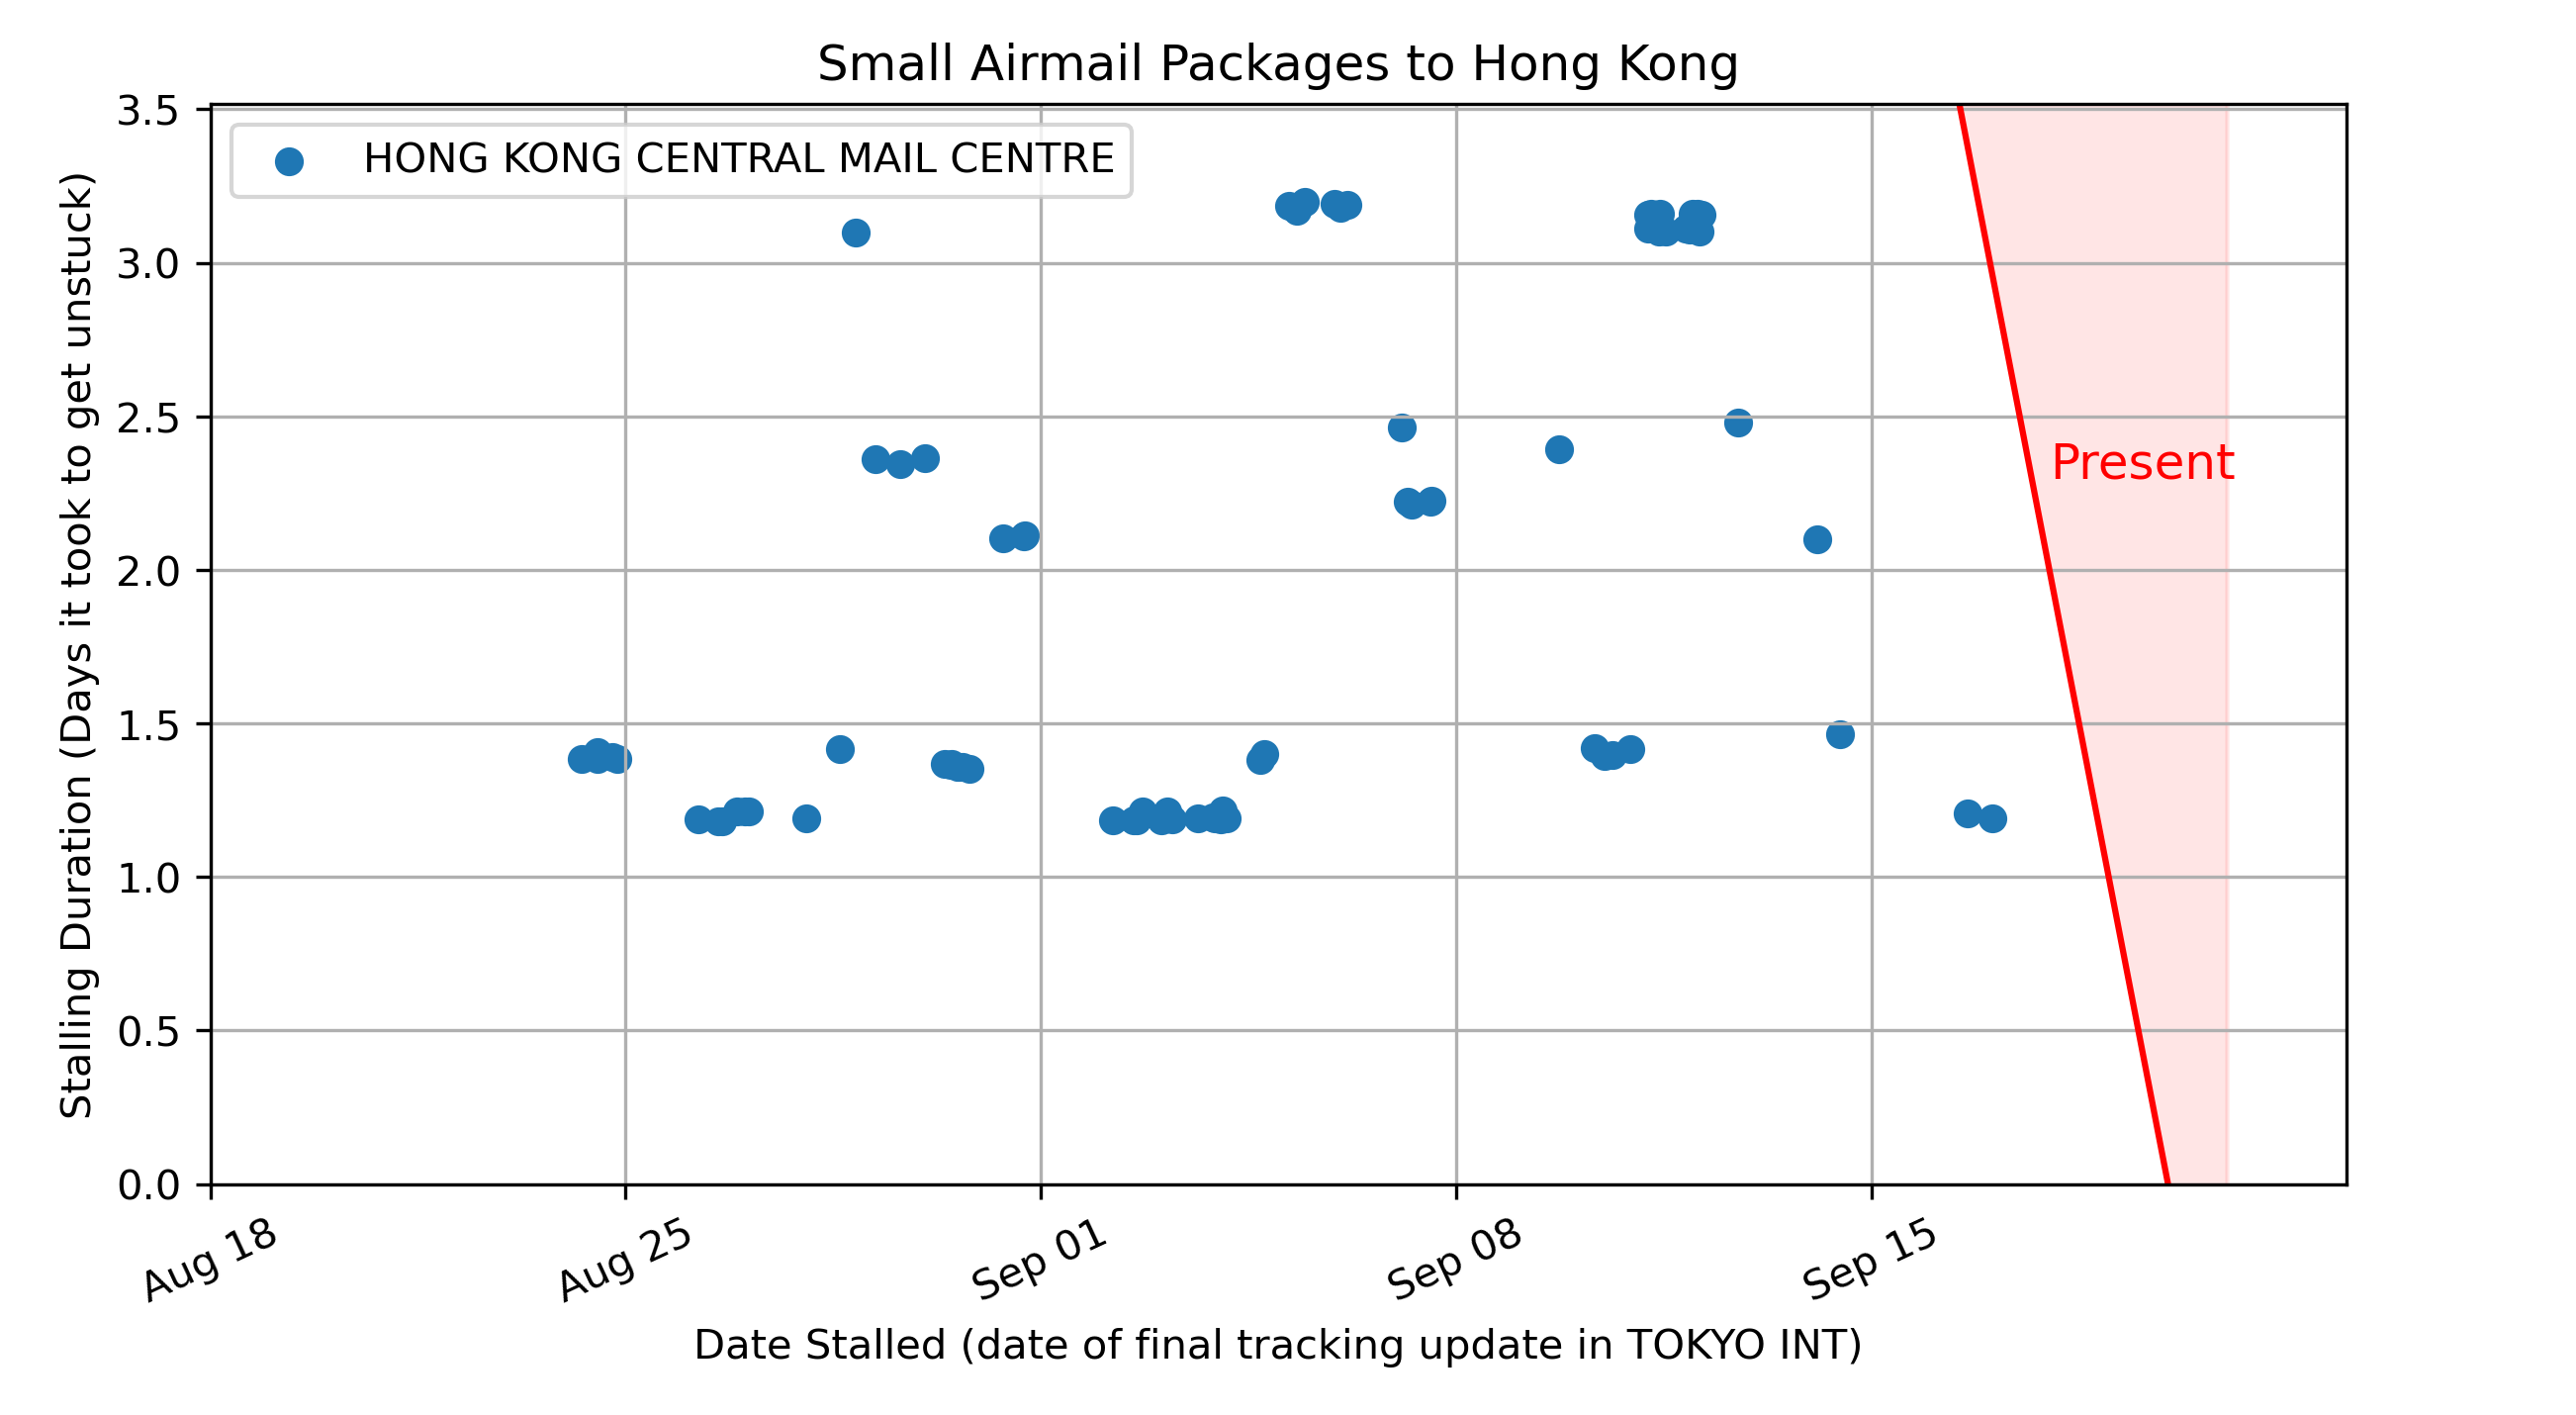 Small Airmail Packages to Hong Kong
HONG KONG CENTRAL MAIL CENTRE
Present
Stalling Duration (Days it took to get unstuck)
3.5
3.0
2.5
2.0
1.5
1.0
0.5
0.0
Aug 18
Aug 25
Sep 01
Sep 08
Sep 15
Date Stalled (date of final tracking update in TOKYO INT)